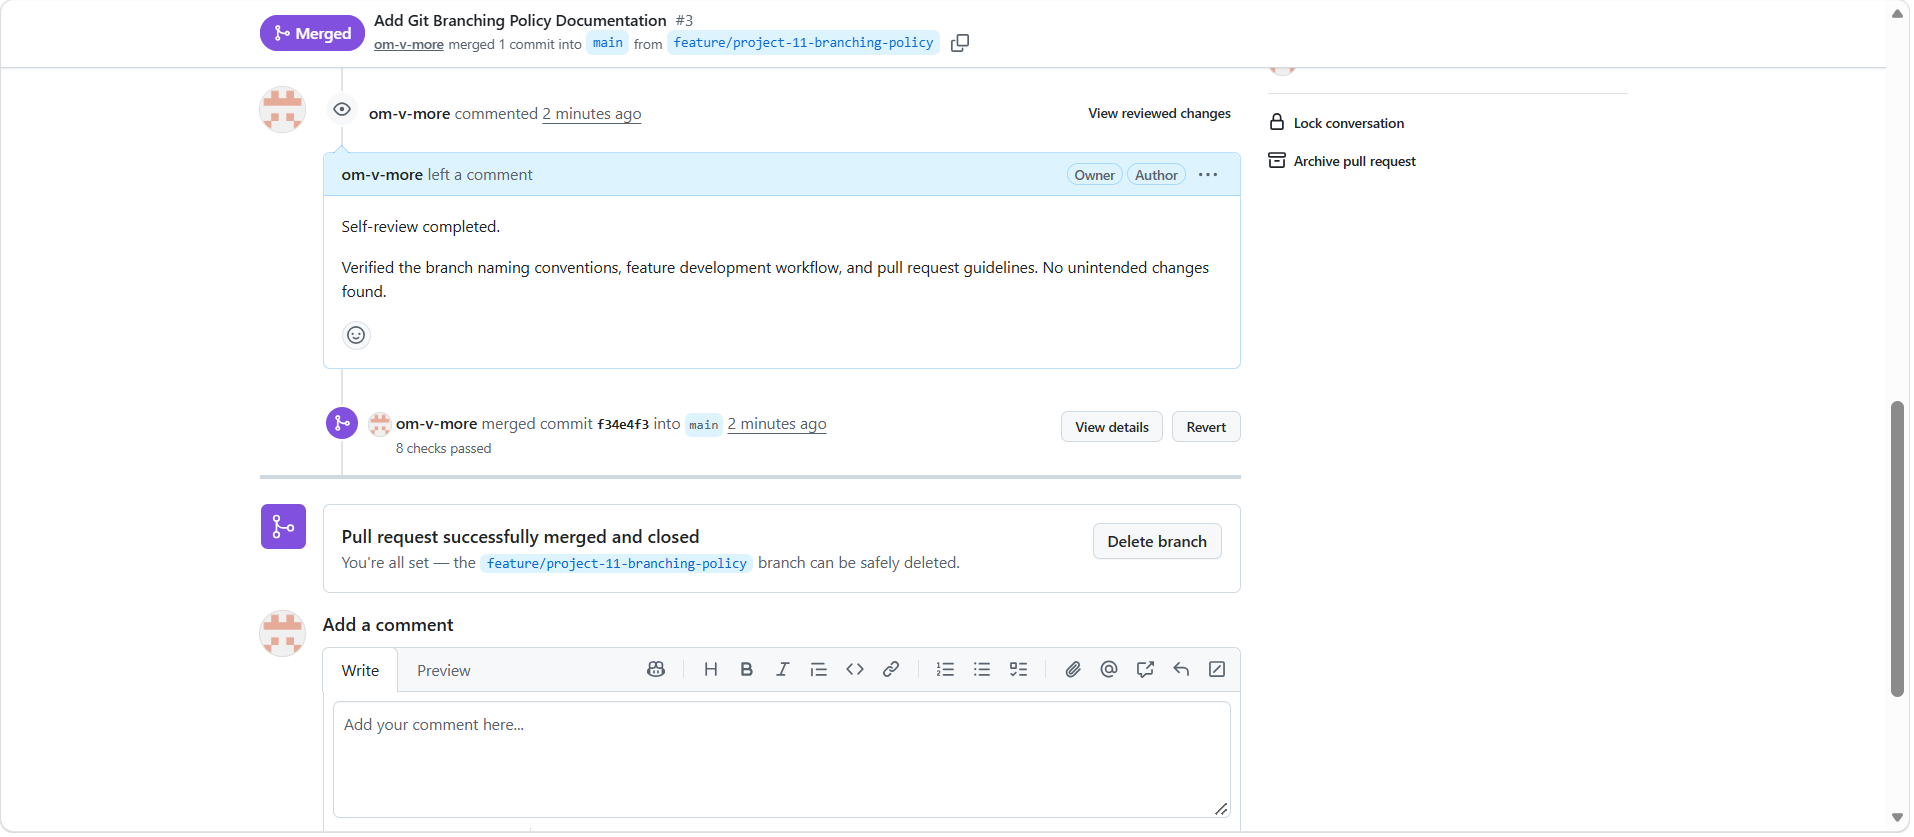 Merged
Add Git Branching Policy Documentation #3
om-v-more merged 1 commit into main from feature/project-11-branching-policy
om-v-more commented 2 minutes ago
View reviewed changes
Lock conversation
Archive pull request
om-v-more left a comment
Owner Author
Self-review completed.
Verified the branch naming conventions, feature development workflow, and pull request guidelines. No unintended changes
found.
om-v-more merged commit f34e4f3 into main 2 minutes ago
8 checks passed
View details Revert
Pull request successfully merged and closed
You're all set — the feature/project-11-branching-policy branch can be safely deleted.
Delete branch
Add a comment
Write Preview
Add your comment here...